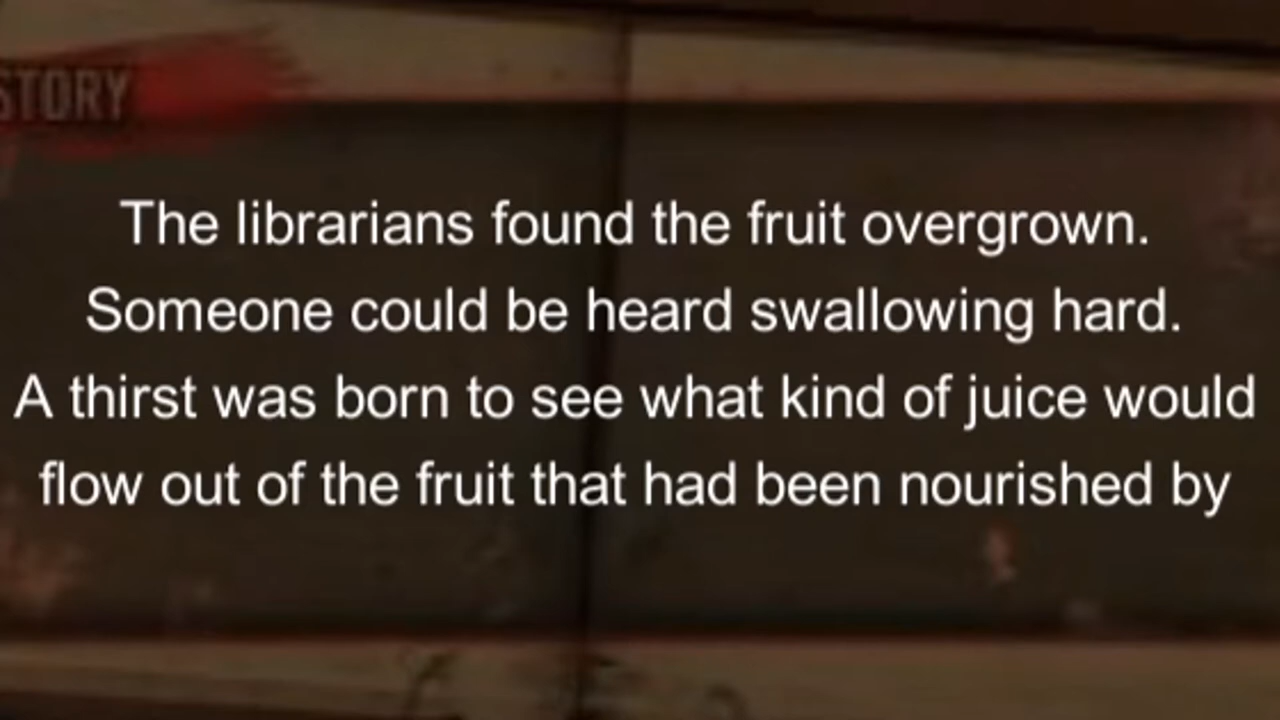 STORY
The librarians found the fruit overgrown.
Someone could be heard swallowing hard.
A thirst was born to see what kind of juice would
flow out of the fruit that had been nourished by